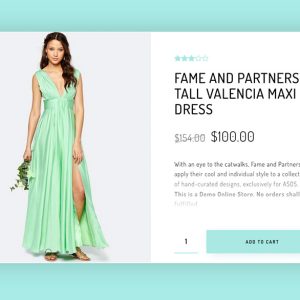 FAME AND PARTNERS
TALL VALENCIA MAXI
DRESS
$154.00 $100.00
With an eye to the catwalks, Fame and Partners
apply their cool and individual style to a collect
of hand-curated designs, exclusively for ASOS.
This is a Demo Online Store. No orders shall
fulfilled
1
ADD TO CART